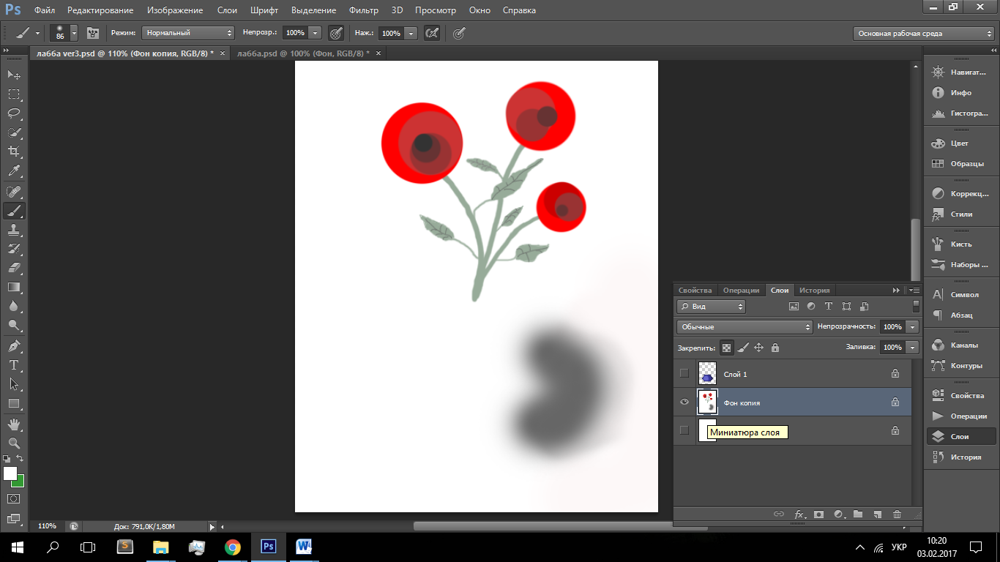 Ps Файл Редактирование Изображение Слои Шрифт Выделение Фильтр 3D Просмотр Окно Справка
86 Режим: Нормальный Непрозр.: 100% Наж.: 100% Основная рабочая среда
лабба ver3.psd @ 110% (Фон копия, RGB/8) * × лабба.psd @ 100% (Фон, RGB/8) * ×
Навигат...
Инфо
Гистогра...
Цвет
Образцы
Коррекц...
Стили
Кисть
Наборы ...
Символ
Абзац
Каналы
Контуры
Свойства
Операции
Слои
История
Свойства Операции Слои История
Вид
Обычные Непрозрачность: 100%
Закрепить: Заливка: 100%
Слой 1
Фон копия
Миниатюра слоя
fx
110% Док: 791,0K/1,80M
УКР 10:20
03.02.2017